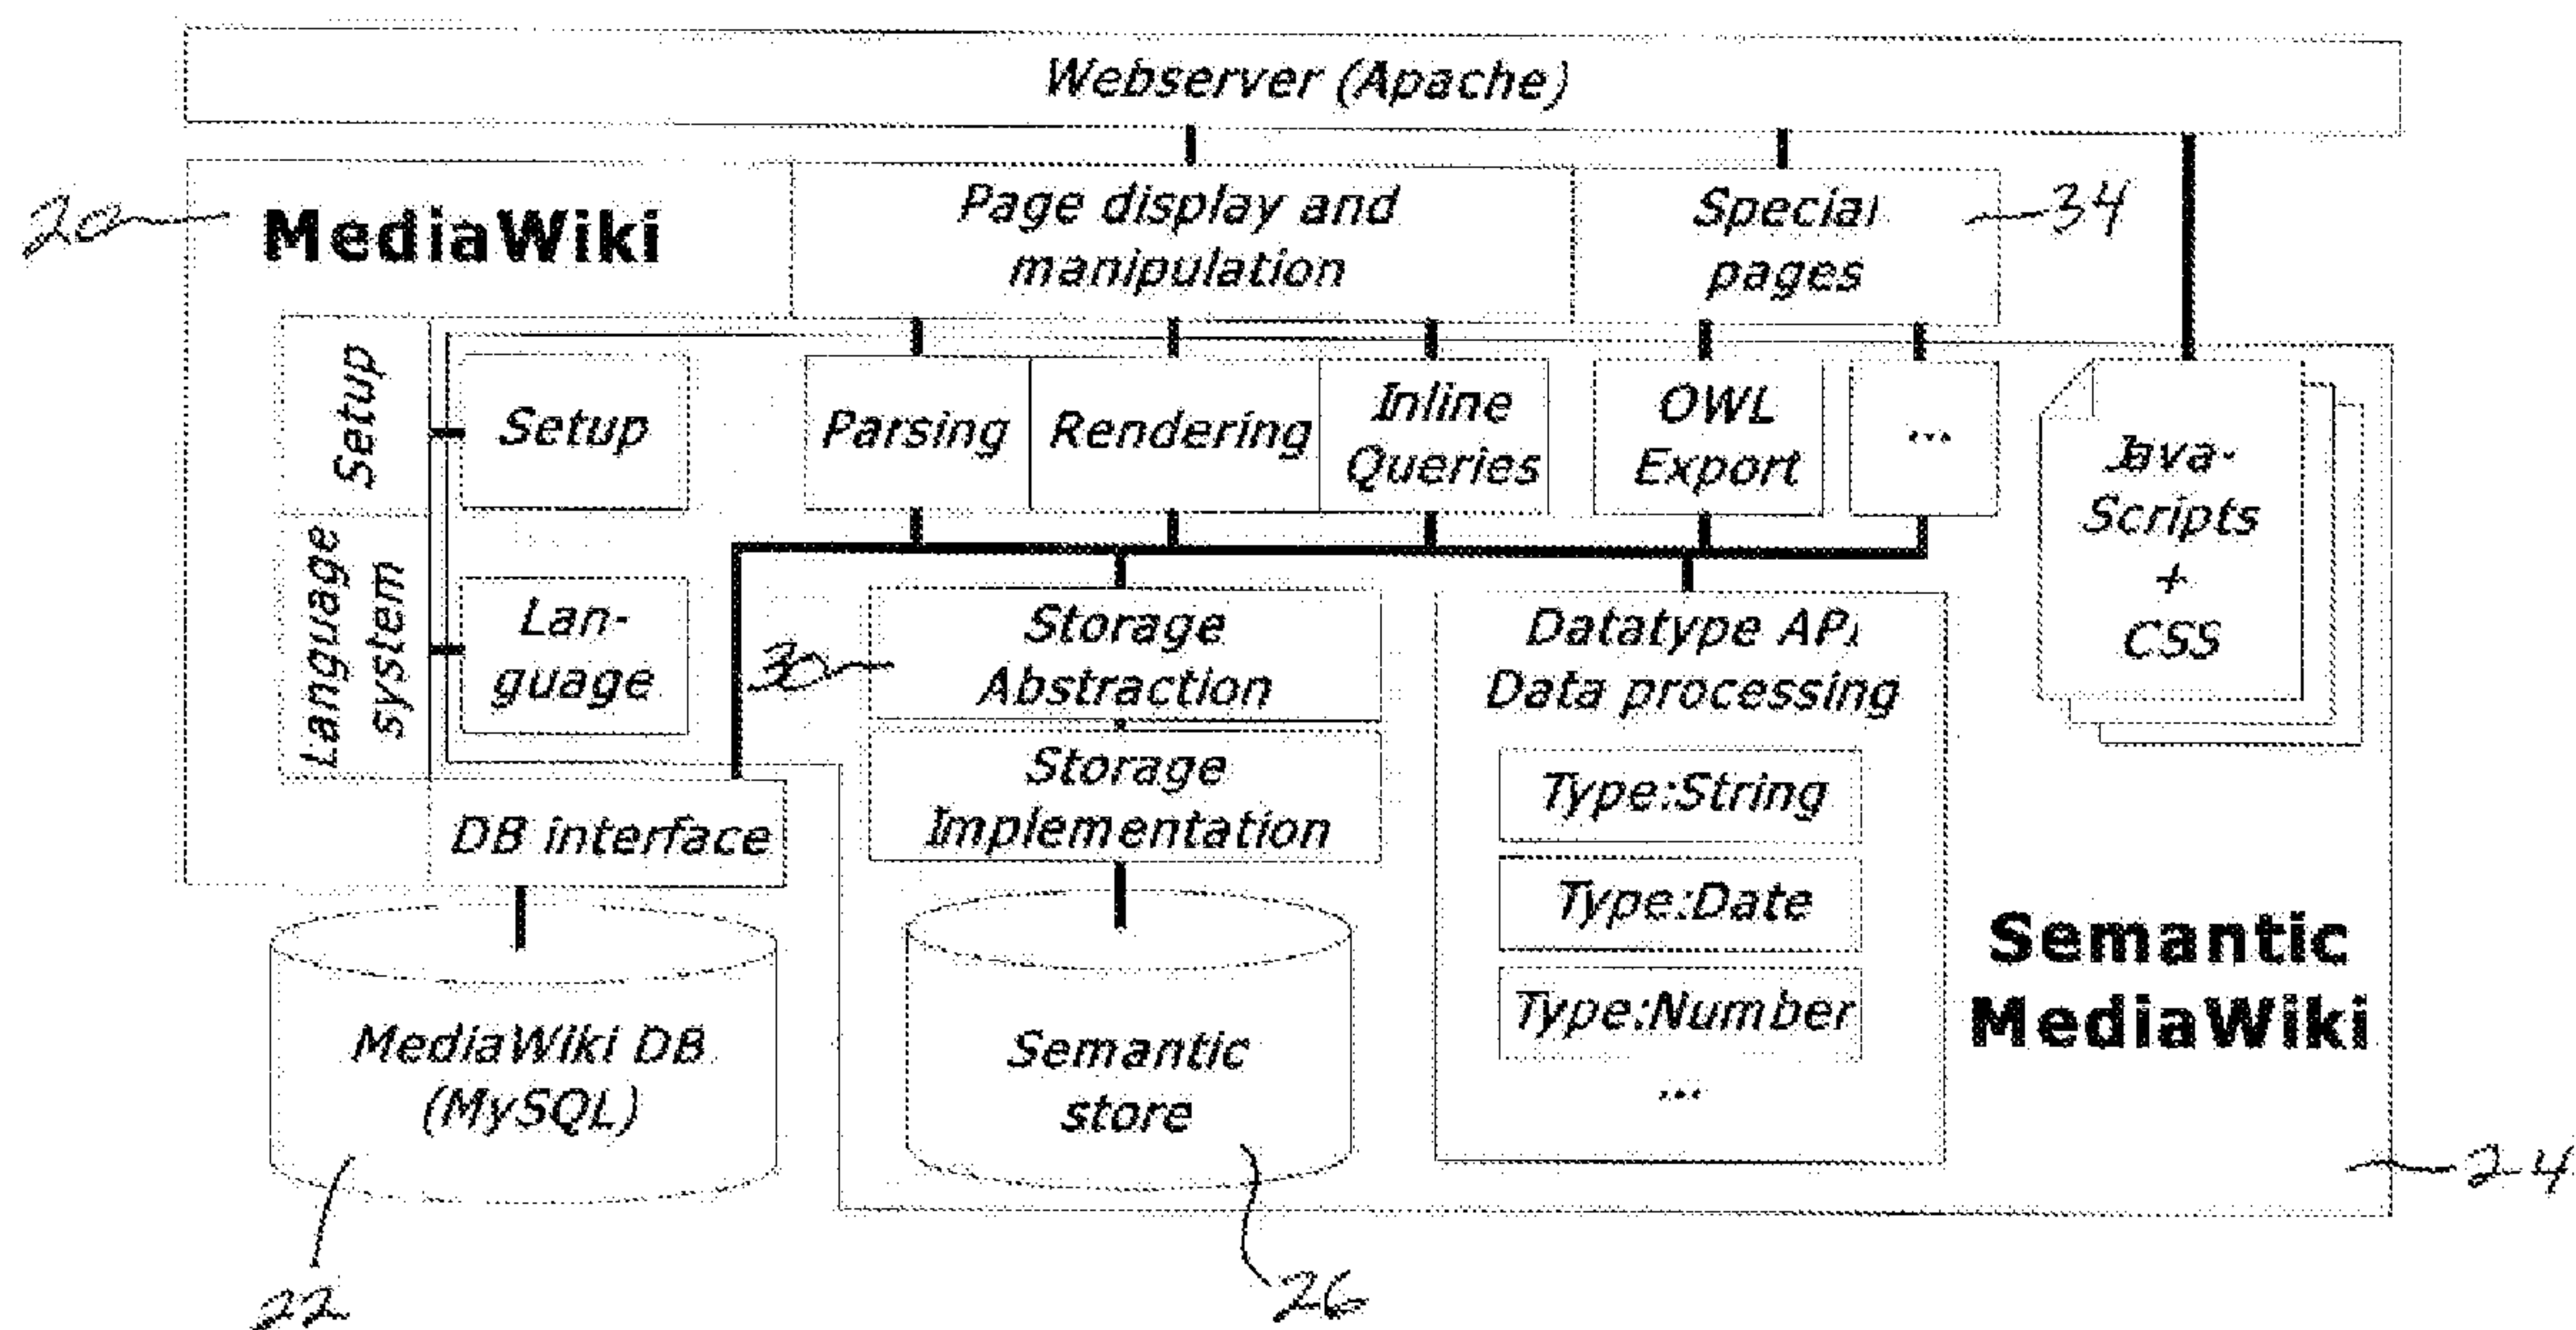 Webserver (Apache)
20
MediaWiki
Page display and
manipulation
Special
pages
34
Setup
Language
system
Setup
Lan-
guage
Parsing
Rendering
Inline
Queries
OWL
Export
...
Java-
Scripts
+
CSS
30
Storage
Abstraction
Storage
Implementation
Datatype API
Data processing
Type:String
Type:Date
Type:Number
...
DB interface
MediaWiki DB
(MySQL)
Semantic
store
Semantic
MediaWiki
24
22
26